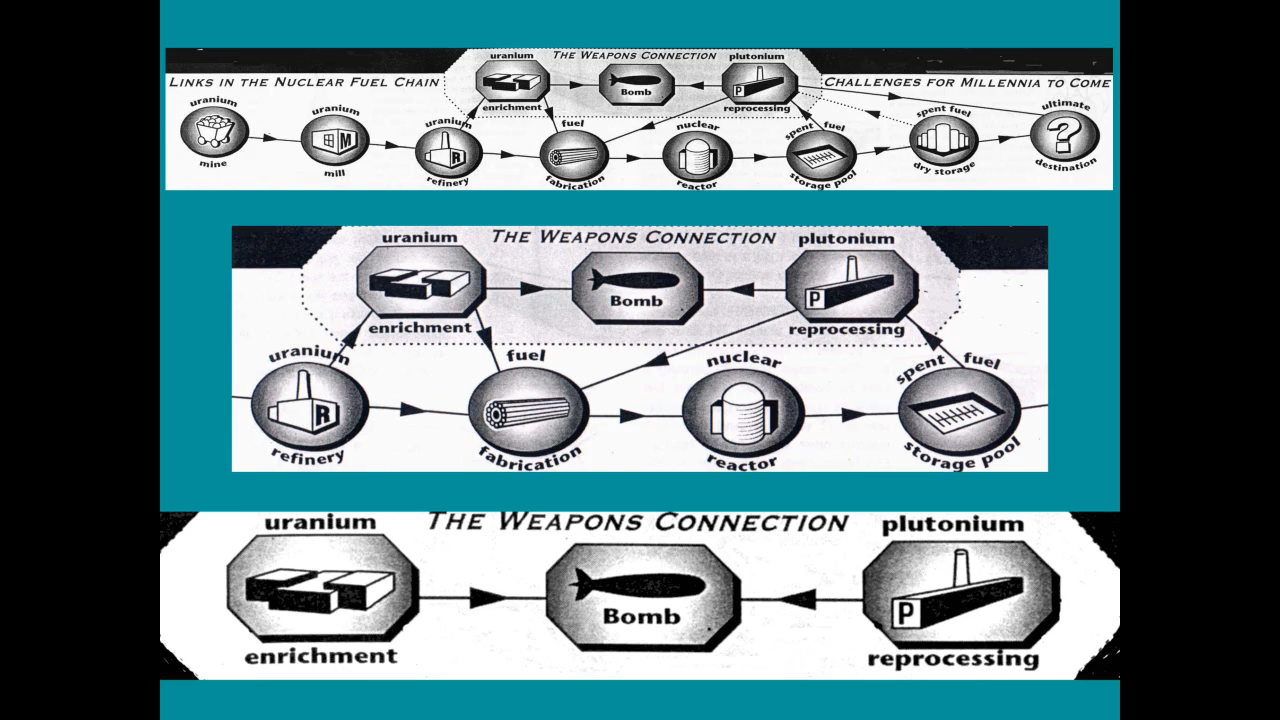 uranium THE WEAPONS CONNECTION plutonium
LINKS IN THE NUCLEAR FUEL CHAIN
CHALLENGES FOR MILLENNIA TO COME
Bomb
P
enrichment
reprocessing
uranium
mine
uranium
M
mill
uranium
R
refinery
fuel
fabrication
nuclear
reactor
spent fuel
storage pool
spent fuel
dry storage
ultimate
?
destination
uranium THE WEAPONS CONNECTION plutonium
Bomb
P
enrichment
reprocessing
uranium
R
refinery
fuel
fabrication
nuclear
reactor
spent fuel
storage pool
THE WEAPONS CONNECTION
uranium
plutonium
Bomb
P
enrichment
reprocessing